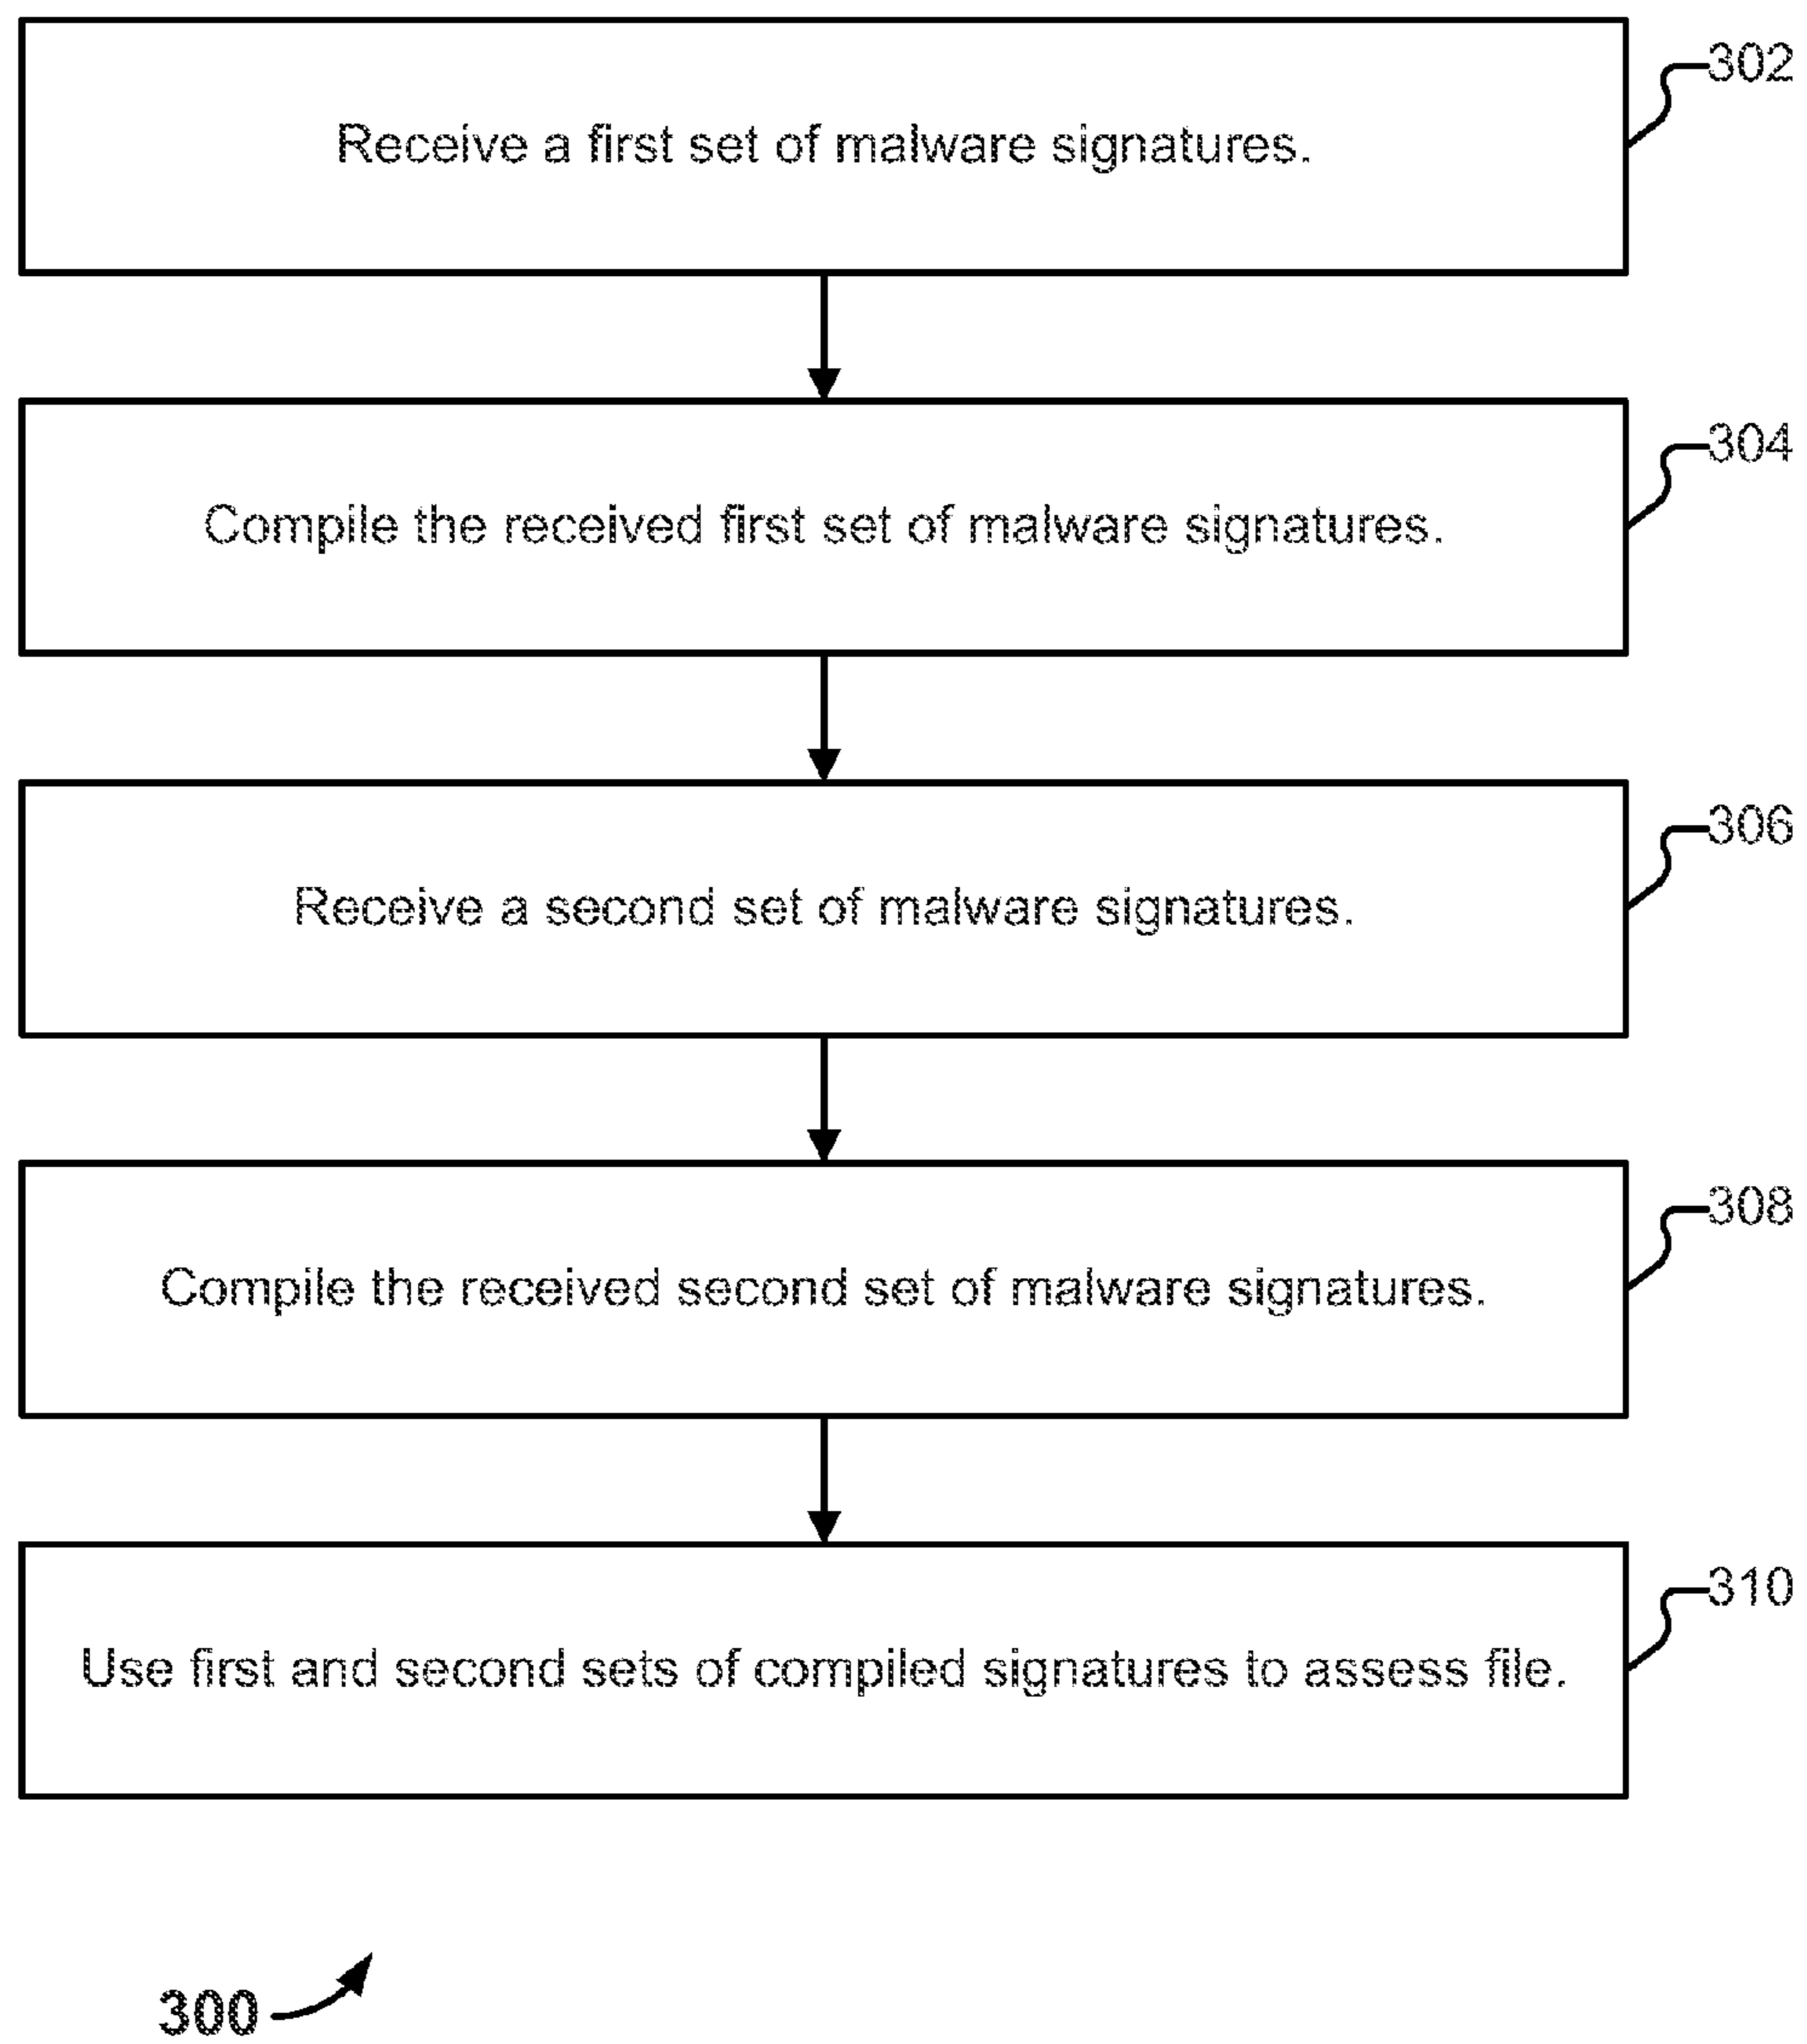 302
Receive a first set of malware signatures.
304
Compile the received first set of malware signatures.
306
Receive a second set of malware signatures.
308
Compile the received second set of malware signatures.
310
Use first and second sets of compiled signatures to assess file.
300